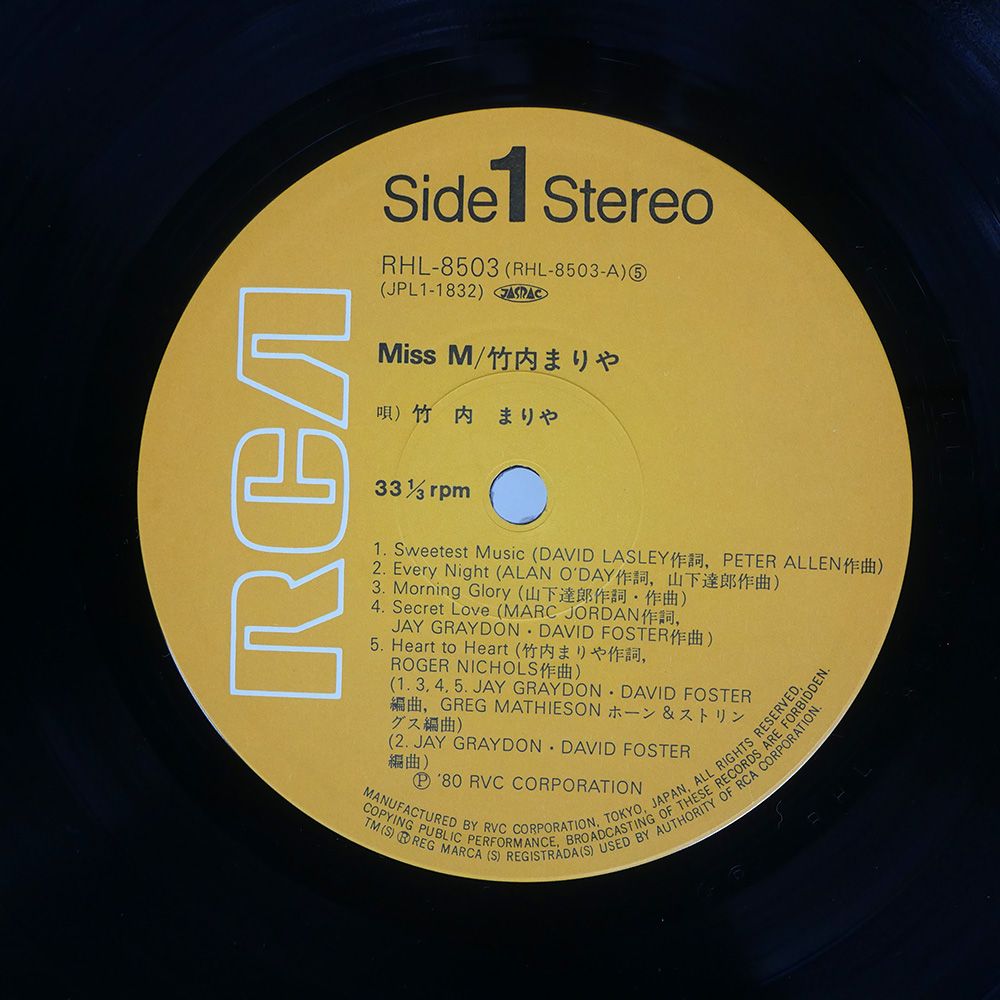 Side 1 Stereo
RHL-8503 (RHL-8503-A)⑤
(JPL1-1832) JASRAC
RCA
Miss M/竹内まりや
唄) 竹 内 まりや
33 1/3 rpm
1. Sweetest Music (DAVID LASLEY作詞, PETER ALLEN作曲)
2. Every Night (ALAN O'DAY作詞, 山下達郎作曲)
3. Morning Glory (山下達郎作詞・作曲)
4. Secret Love (MARC JORDAN作詞,
JAY GRAYDON・DAVID FOSTER作曲)
5. Heart to Heart (竹内まりや作詞,
ROGER NICHOLS作曲)
(1. 3, 4, 5. JAY GRAYDON・DAVID FOSTER
編曲, GREG MATHIESON ホーン&ストリン
グス編曲)
(2. JAY GRAYDON・DAVID FOSTER
編曲)
Ⓟ '80 RVC CORPORATION
MANUFACTURED BY RVC CORPORATION, TOKYO, JAPAN, ALL RIGHTS RESERVED,
COPYING PUBLIC PERFORMANCE, BROADCASTING OF THESE RECORDS ARE FORBIDDEN.
TM(S) ® REG MARCA (S) REGISTRADA(S) USED BY AUTHORITY OF RCA CORPORATION.